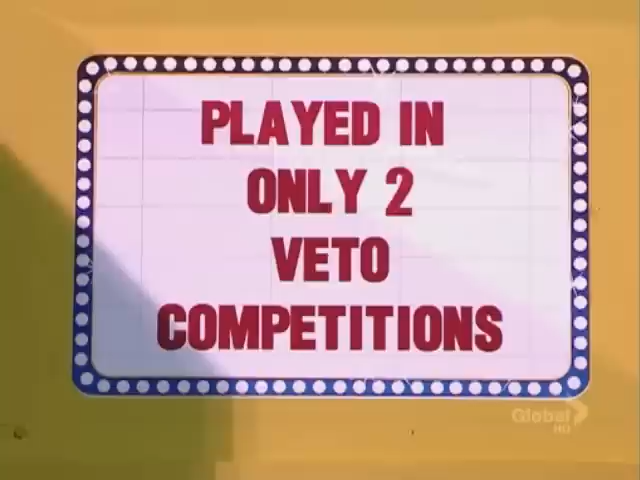 PLAYED IN
ONLY 2
VETO
COMPETITIONS
Global
HD